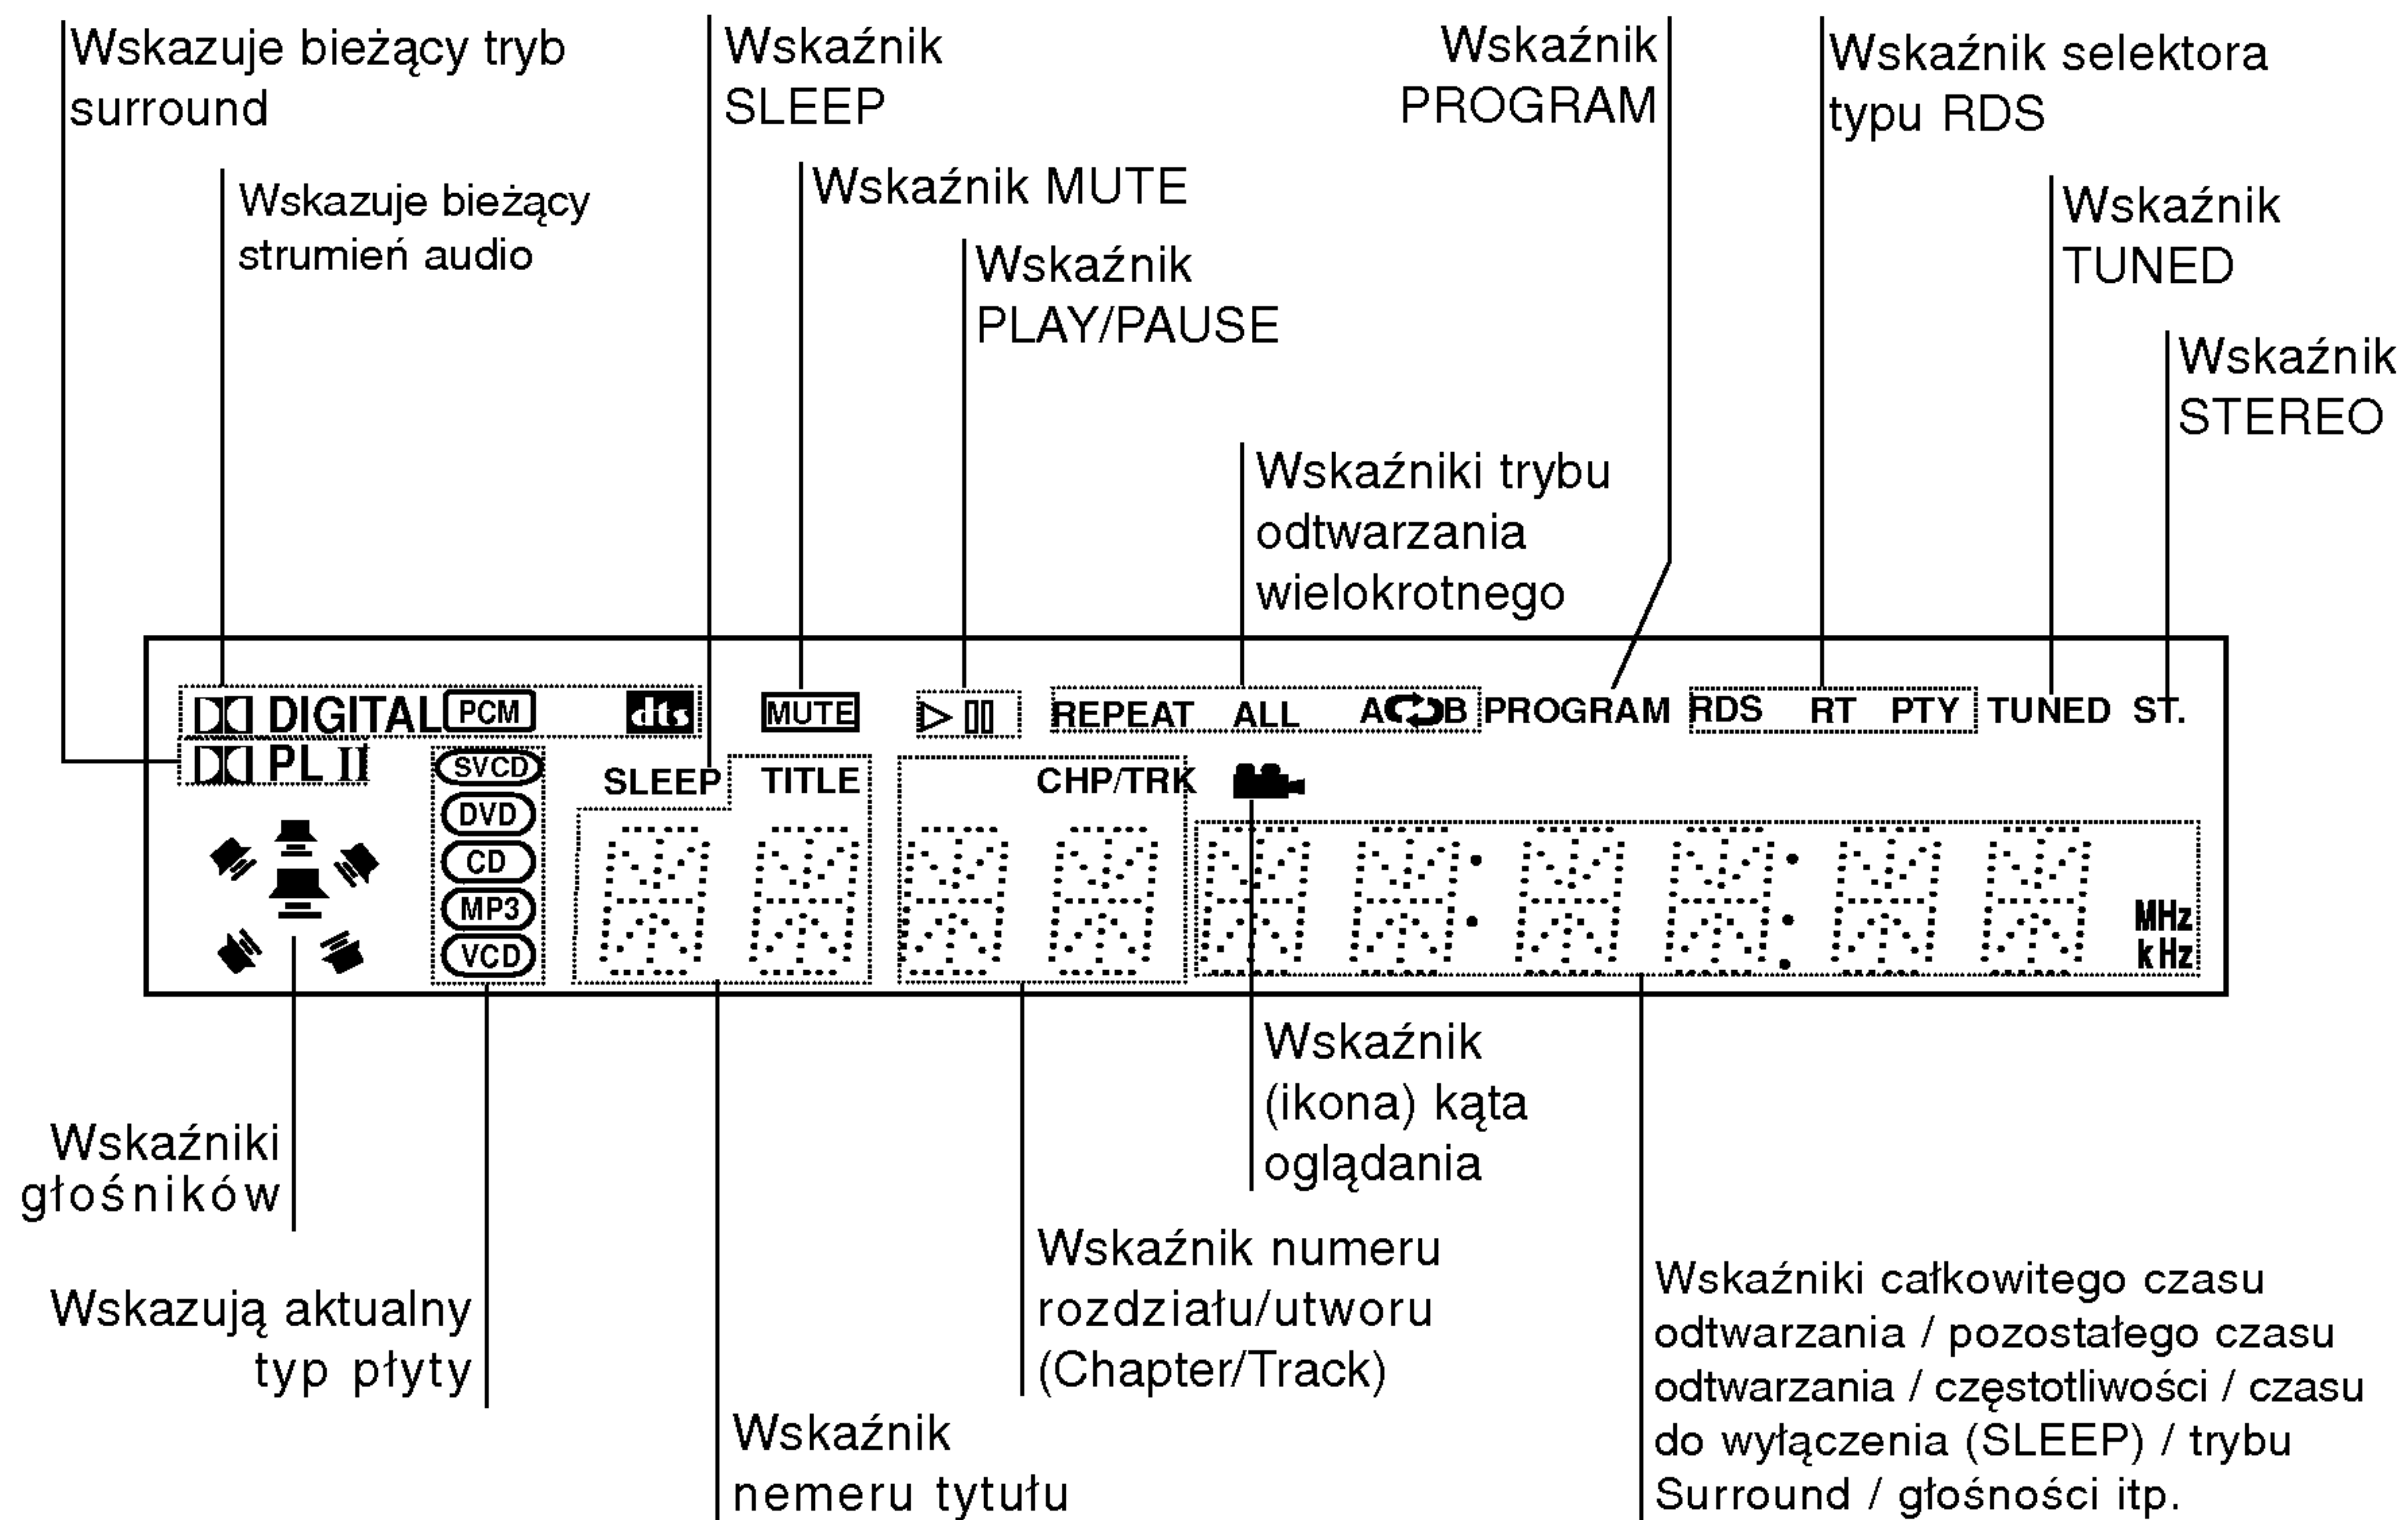 Wskazuje bieżący tryb
surround
Wskazuje bieżący
strumień audio
Wskaźnik
SLEEP
Wskaźnik MUTE
Wskaźnik
PLAY/PAUSE
Wskaźniki trybu
odtwarzania
wielokrotnego
Wskaźnik
PROGRAM
Wskaźnik selektora
typu RDS
Wskaźnik
TUNED
Wskaźnik
STEREO
DIGITAL PCM dts MUTE REPEAT ALL A B PROGRAM RDS RT PTY TUNED ST.
PL II
SVCD
DVD
CD
MP3
VCD
SLEEP TITLE CHP/TRK
MHz
kHz
Wskaźniki
głośników
Wskazują aktualny
typ płyty
Wskaźnik
nemeru tytułu
Wskaźnik numeru
rozdziału/utworu
(Chapter/Track)
Wskaźnik
(ikona) kąta
oglądania
Wskaźniki całkowitego czasu
odtwarzania / pozostałego czasu
odtwarzania / częstotliwości / czasu
do wyłączenia (SLEEP) / trybu
Surround / głośności itp.